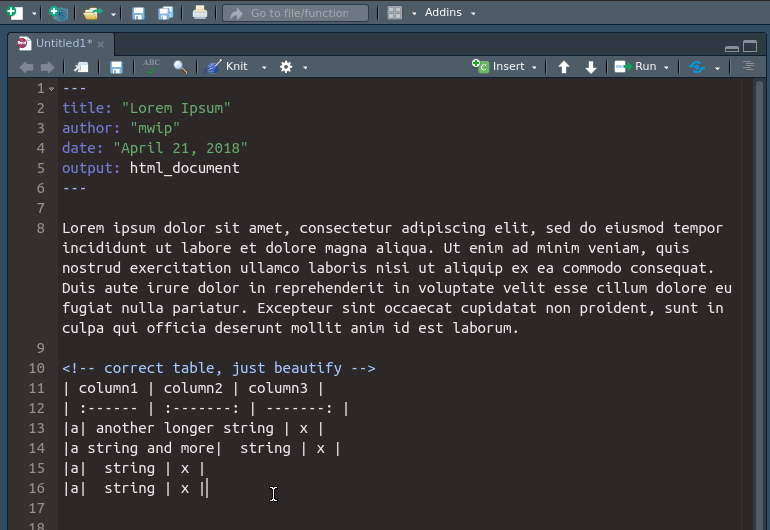 Go to file/function
Addins
Untitled1*
ABC
Knit
Insert
Run
1 ---
2 title: "Lorem Ipsum"
3 author: "mwip"
4 date: "April 21, 2018"
5 output: html_document
6 ---
7
8 Lorem ipsum dolor sit amet, consectetur adipiscing elit, sed do eiusmod tempor
incididunt ut labore et dolore magna aliqua. Ut enim ad minim veniam, quis
nostrud exercitation ullamco laboris nisi ut aliquip ex ea commodo consequat.
Duis aute irure dolor in reprehenderit in voluptate velit esse cillum dolore eu
fugiat nulla pariatur. Excepteur sint occaecat cupidatat non proident, sunt in
culpa qui officia deserunt mollit anim id est laborum.
9
10 <!-- correct table, just beautify -->
11 | column1 | column2 | column3 |
12 | :------ | :-------: | -------: |
13 |a| another longer string | x |
14 |a string and more|  string | x |
15 |a|  string | x |
16 |a|  string | x |
17
18